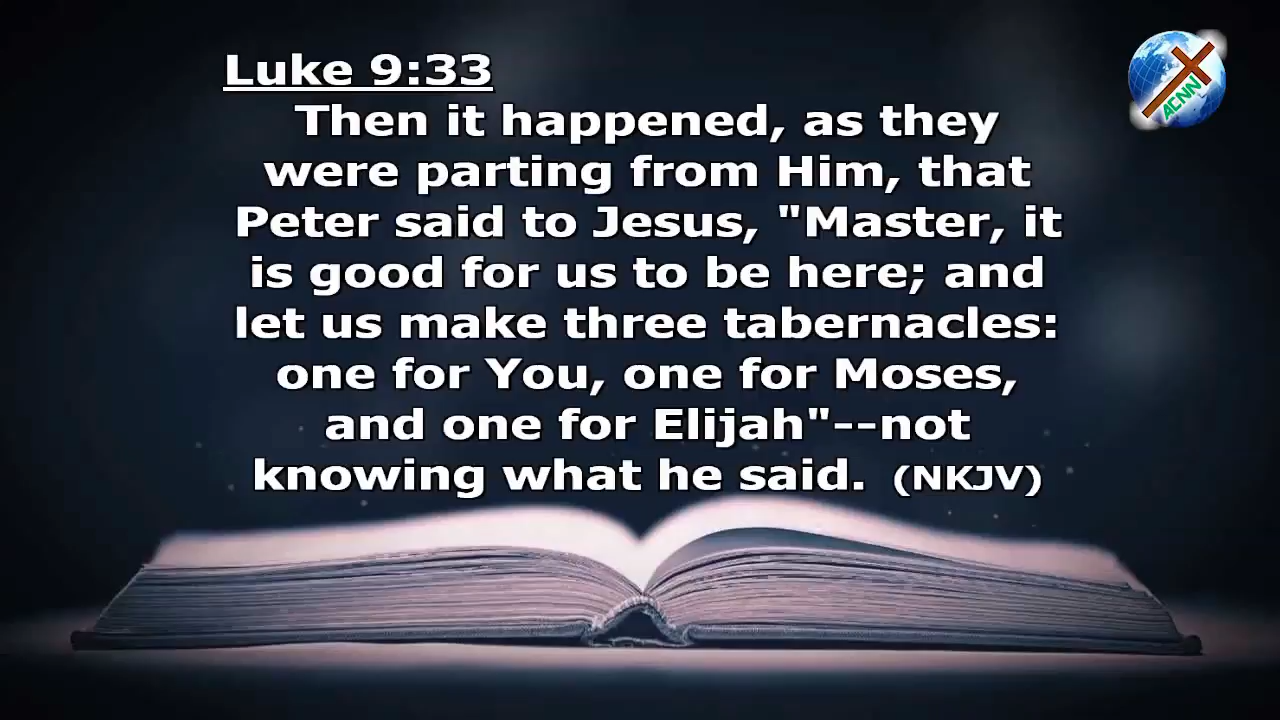 Luke 9:33
Then it happened, as they
were parting from Him, that
Peter said to Jesus, "Master, it
is good for us to be here; and
let us make three tabernacles:
one for You, one for Moses,
and one for Elijah"--not
knowing what he said. (NKJV)
ACNN